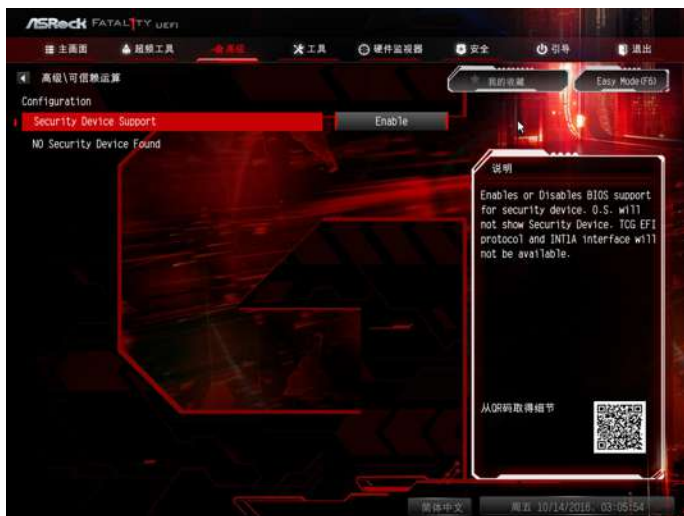 ASRock FATAL1TY UEFI
主画面 超频工具 高级 工具 硬件监视器 安全 引导 退出
高级\可信赖运算
我的收藏 Easy Mode(F6)
Configuration
Security Device Support Enable
NO Security Device Found
说明
Enables or Disables BIOS support
for security device. O.S. will
not show Security Device. TCG EFI
protocol and INT1A interface will
not be available.
从QR码取得细节
简体中文 周五 10/14/2016, 03:05:54